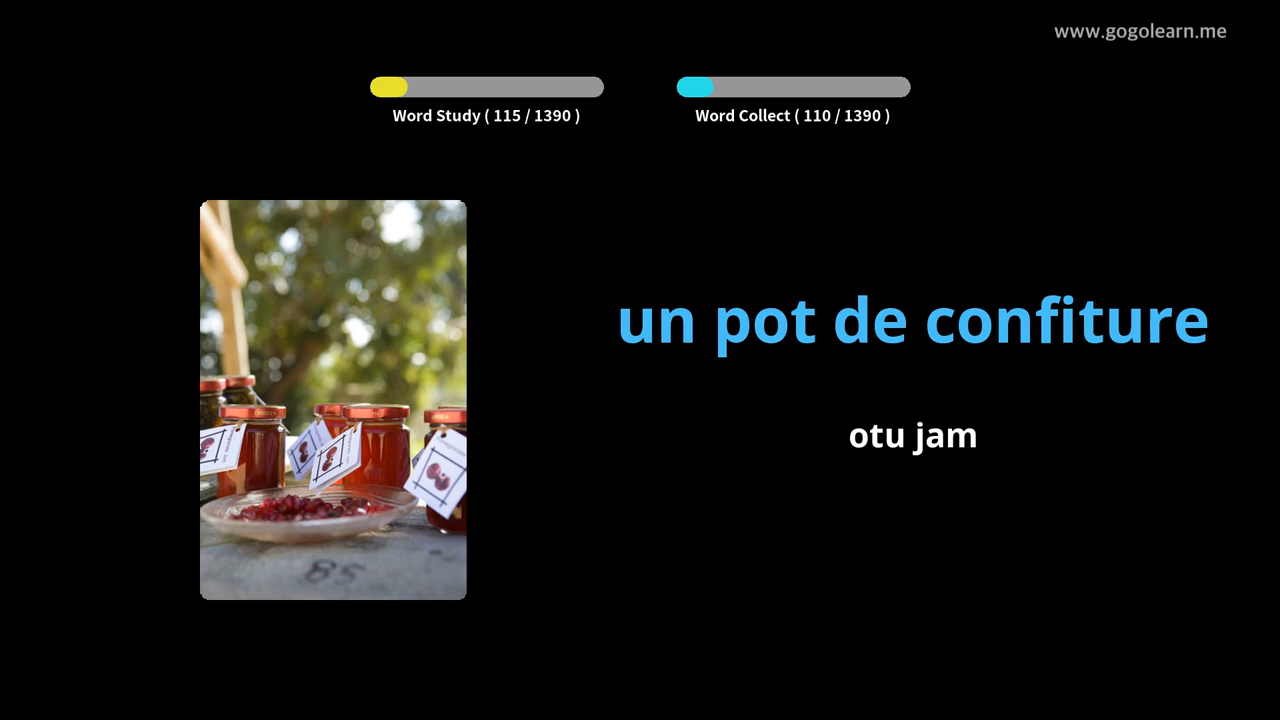 www.gogolearn.me
Word Study ( 115 / 1390 )
Word Collect ( 110 / 1390 )
un pot de confiture
otu jam
85